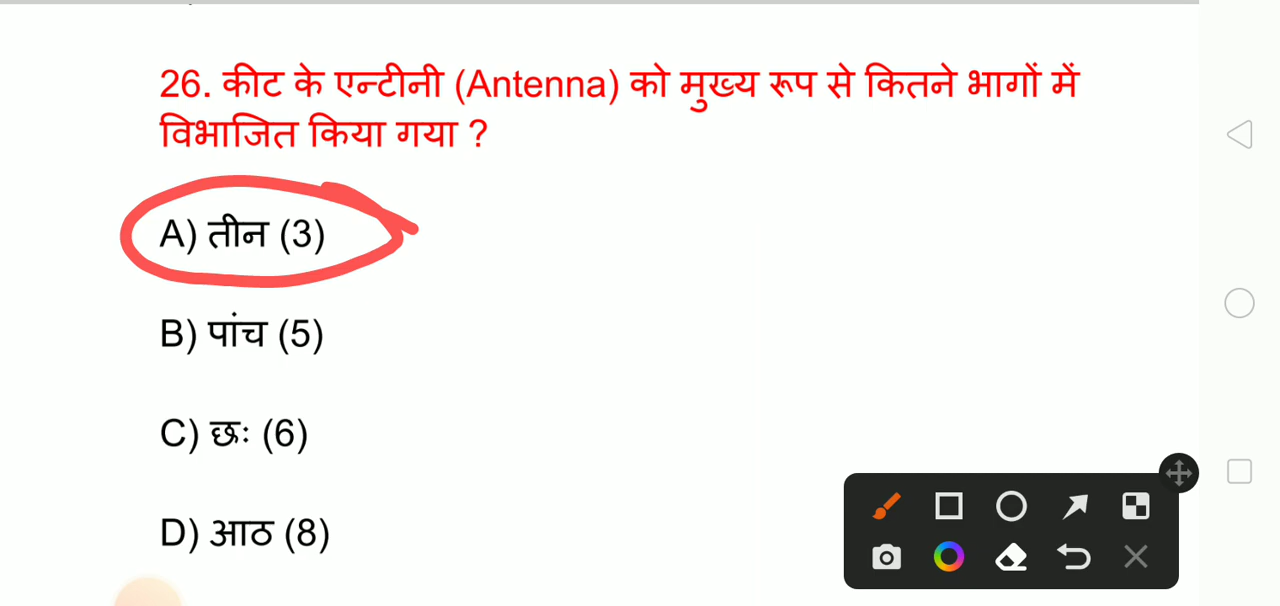 26. कीट के एन्टीनी (Antenna) को मुख्य रूप से कितने भागों में
विभाजित किया गया ?
A) तीन (3)
B) पांच (5)
C) छः (6)
D) आठ (8)